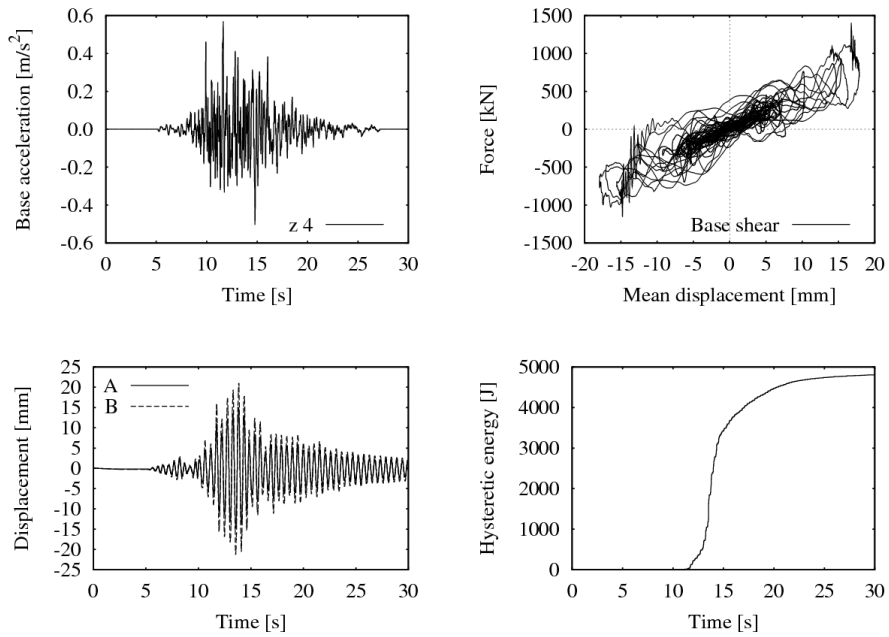 Base acceleration [m/s²]
0.6
0.4
0.2
0.0
-0.2
-0.4
-0.6
z 4
0 5 10 15 20 25 30
Time [s]
Force [kN]
1500
1000
500
0
-500
-1000
-1500
Base shear
-20 -15 -10 -5 0 5 10 15 20
Mean displacement [mm]
Displacement [mm]
25
20
15
10
5
0
-5
-10
-15
-20
-25
A
B
0 5 10 15 20 25 30
Time [s]
Hysteretic energy [J]
5000
4000
3000
2000
1000
0
0 5 10 15 20 25 30
Time [s]